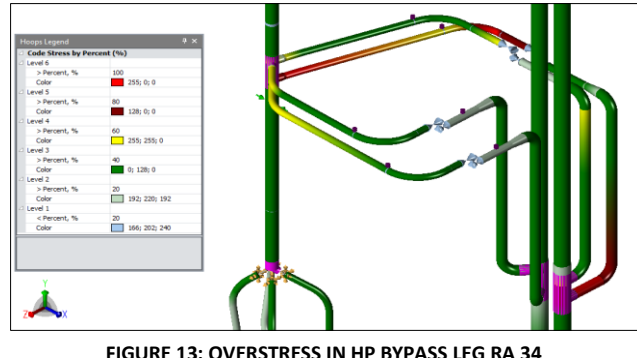 Hoops Legend
Code Stress by Percent (%)
Level 6
> Percent, % 100
Color 255; 0; 0
Level 5
> Percent, % 80
Color 128; 0; 0
Level 4
> Percent, % 60
Color 255; 255; 0
Level 3
> Percent, % 40
Color 0; 128; 0
Level 2
> Percent, % 20
Color 192; 220; 192
Level 1
< Percent, % 20
Color 166; 202; 240
Y
Z X
FIGURE 13: OVERSTRESS IN HP BYPASS LEG RA 34